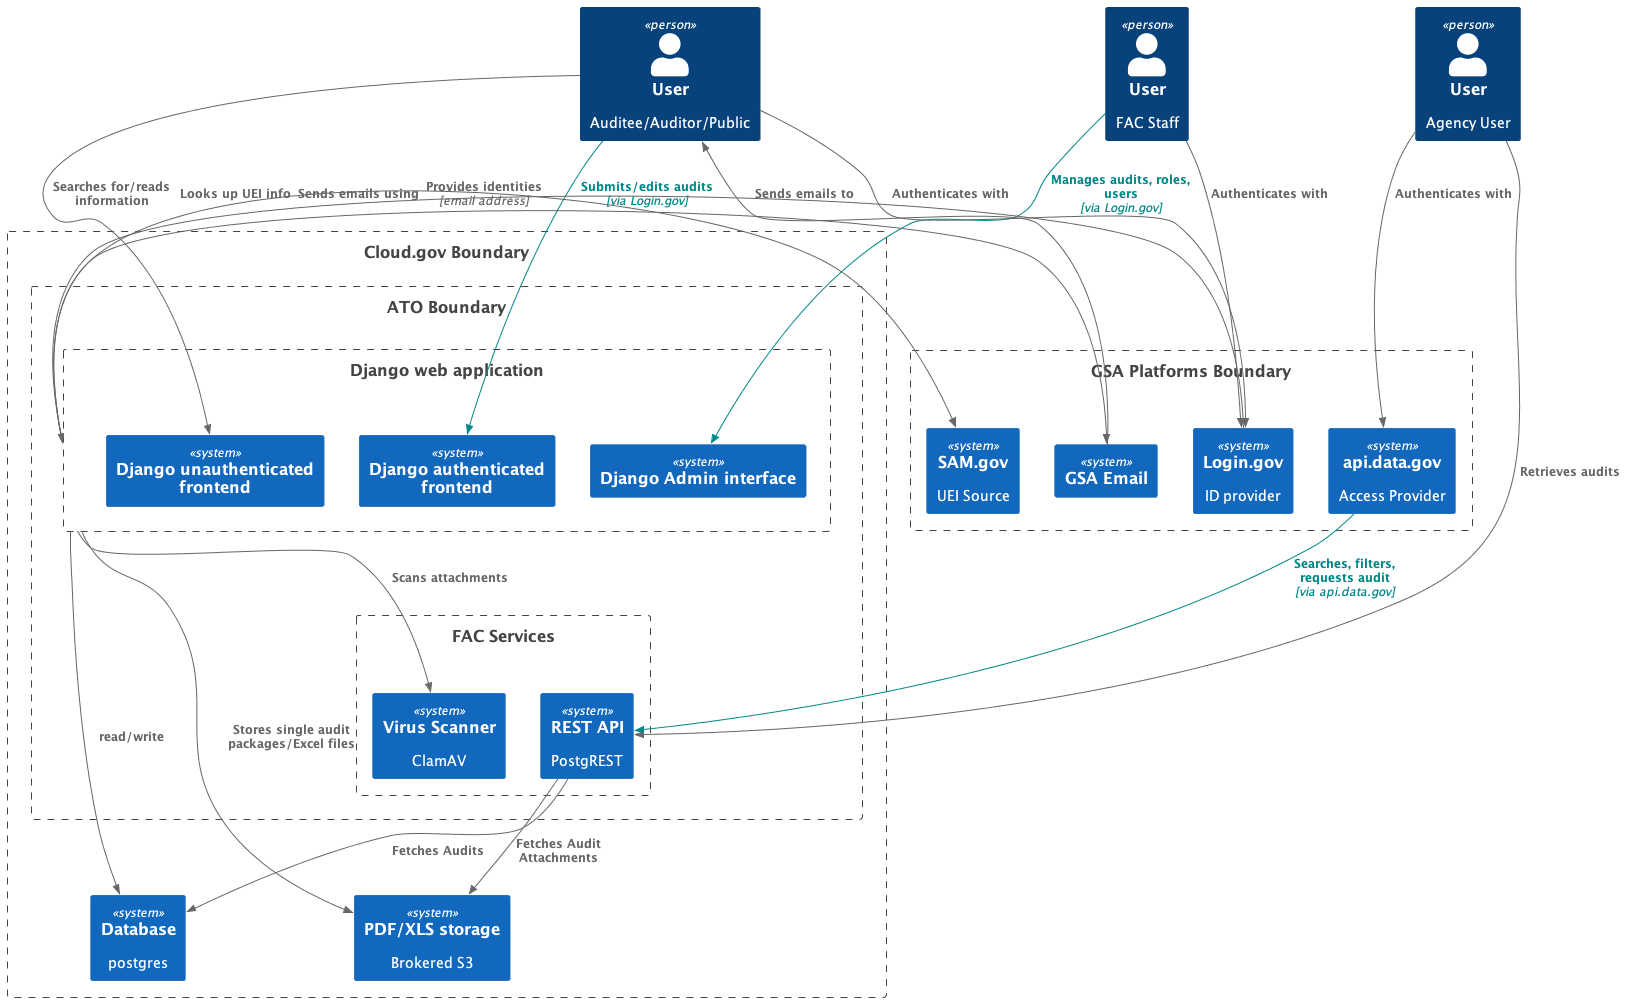 «person»
User
Auditee/Auditor/Public
«person»
User
FAC Staff
«person»
User
Agency User
Searches for/reads
information
Looks up UEI info
Sends emails using
Provides identities
[email address]
Submits/edits audits
[via Login.gov]
Sends emails to
Authenticates with
Manages audits, roles,
users
[via Login.gov]
Authenticates with
Authenticates with
Cloud.gov Boundary
ATO Boundary
Django web application
GSA Platforms Boundary
«system»
Django unauthenticated
frontend
«system»
Django authenticated
frontend
«system»
Django Admin interface
«system»
SAM.gov
UEI Source
«system»
GSA Email
«system»
Login.gov
ID provider
«system»
api.data.gov
Access Provider
Retrieves audits
Scans attachments
Searches, filters,
requests audit
[via api.data.gov]
FAC Services
«system»
Virus Scanner
ClamAV
«system»
REST API
PostgREST
read/write
Stores single audit
packages/Excel files
Fetches Audits
Fetches Audit
Attachments
«system»
Database
postgres
«system»
PDF/XLS storage
Brokered S3